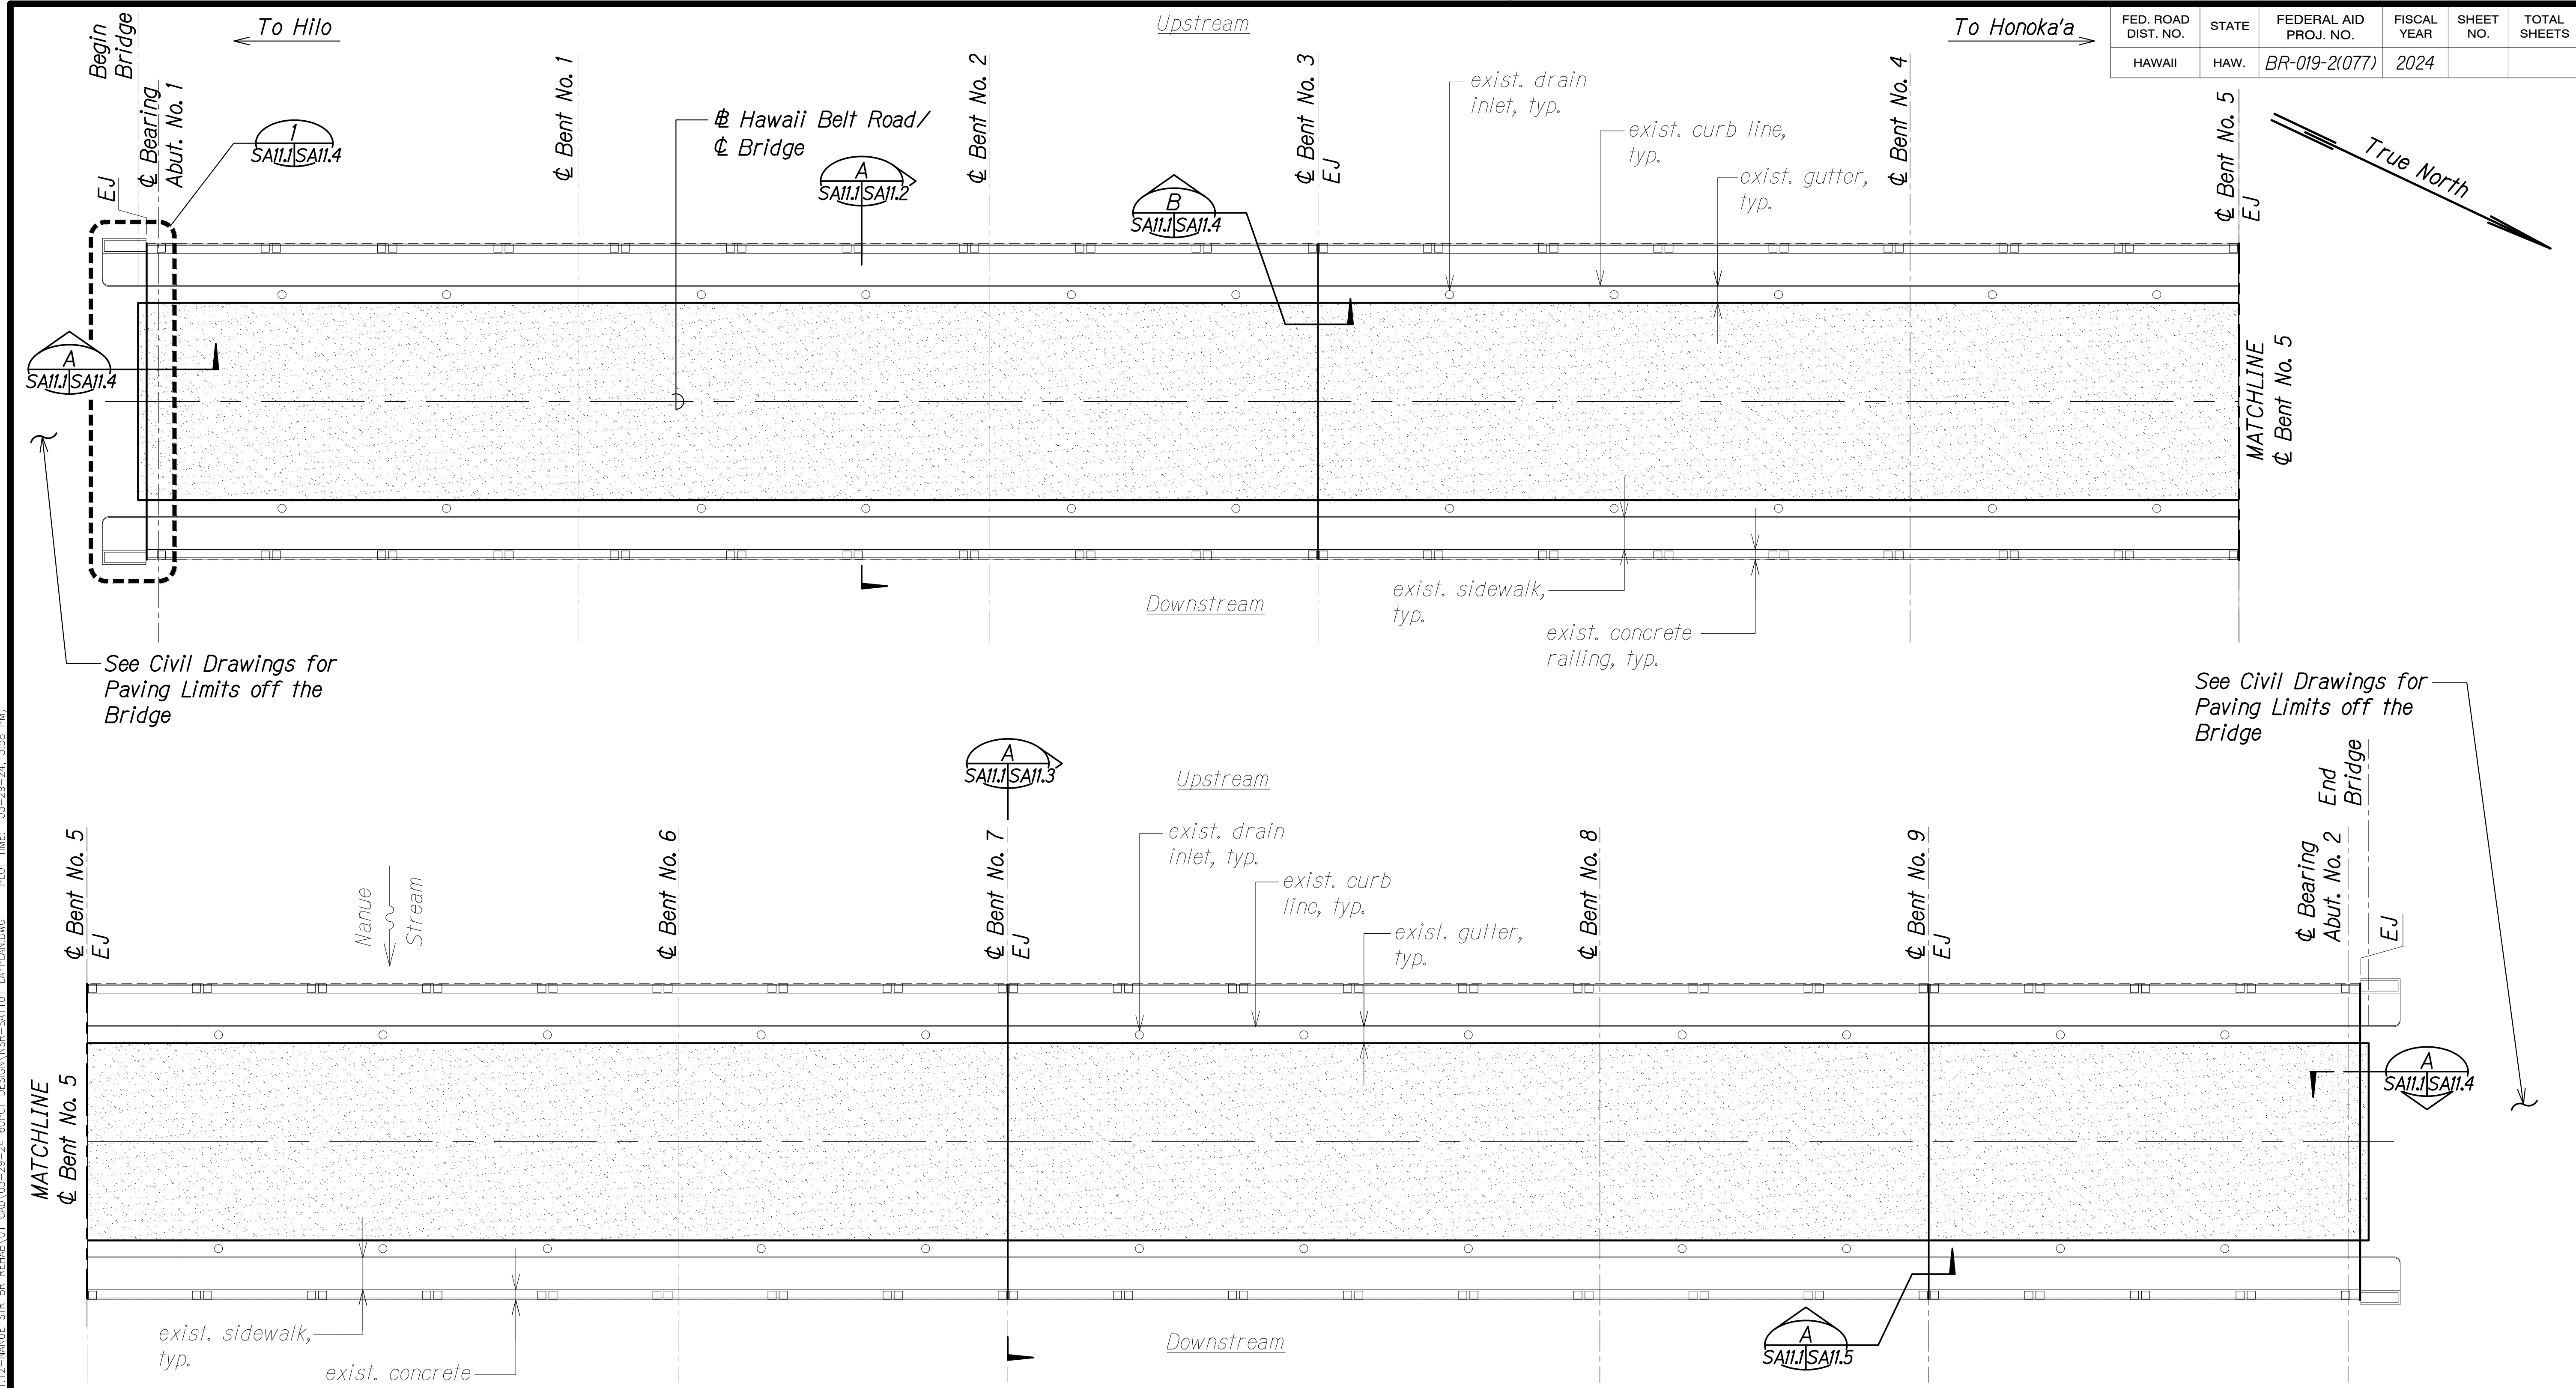 To Hilo
Upstream
To Honoka'a
FED. ROAD DIST. NO.
STATE
FEDERAL AID PROJ. NO.
FISCAL YEAR
SHEET NO.
TOTAL SHEETS
HAWAII
HAW.
BR-019-2(077)
2024
Begin
Bridge
℄ Bearing
Abut. No. 1
EJ
1
SA11.1 SA11.4
℄ Bent No. 1
℔ Hawaii Belt Road/
℄ Bridge
A
SA11.1 SA11.2
℄ Bent No. 2
B
SA11.1 SA11.4
℄ Bent No. 3
EJ
exist. drain
inlet, typ.
exist. curb line,
typ.
exist. gutter,
typ.
℄ Bent No. 4
℄ Bent No. 5
EJ
True North
A
SA11.1 SA11.4
MATCHLINE
℄ Bent No. 5
exist. sidewalk,
typ.
exist. concrete
railing, typ.
Downstream
See Civil Drawings for
Paving Limits off the
Bridge
See Civil Drawings for
Paving Limits off the
Bridge
A
SA11.1 SA11.3
Upstream
℄ Bent No. 5
EJ
Nanue
Stream
℄ Bent No. 6
℄ Bent No. 7
EJ
exist. drain
inlet, typ.
exist. curb
line, typ.
exist. gutter,
typ.
℄ Bent No. 8
℄ Bent No. 9
EJ
℄ Bearing
Abut. No. 2
End
Bridge
EJ
A
SA11.1 SA11.4
MATCHLINE
℄ Bent No. 5
exist. sidewalk,
typ.
exist. concrete
Downstream
A
SA11.1 SA11.5